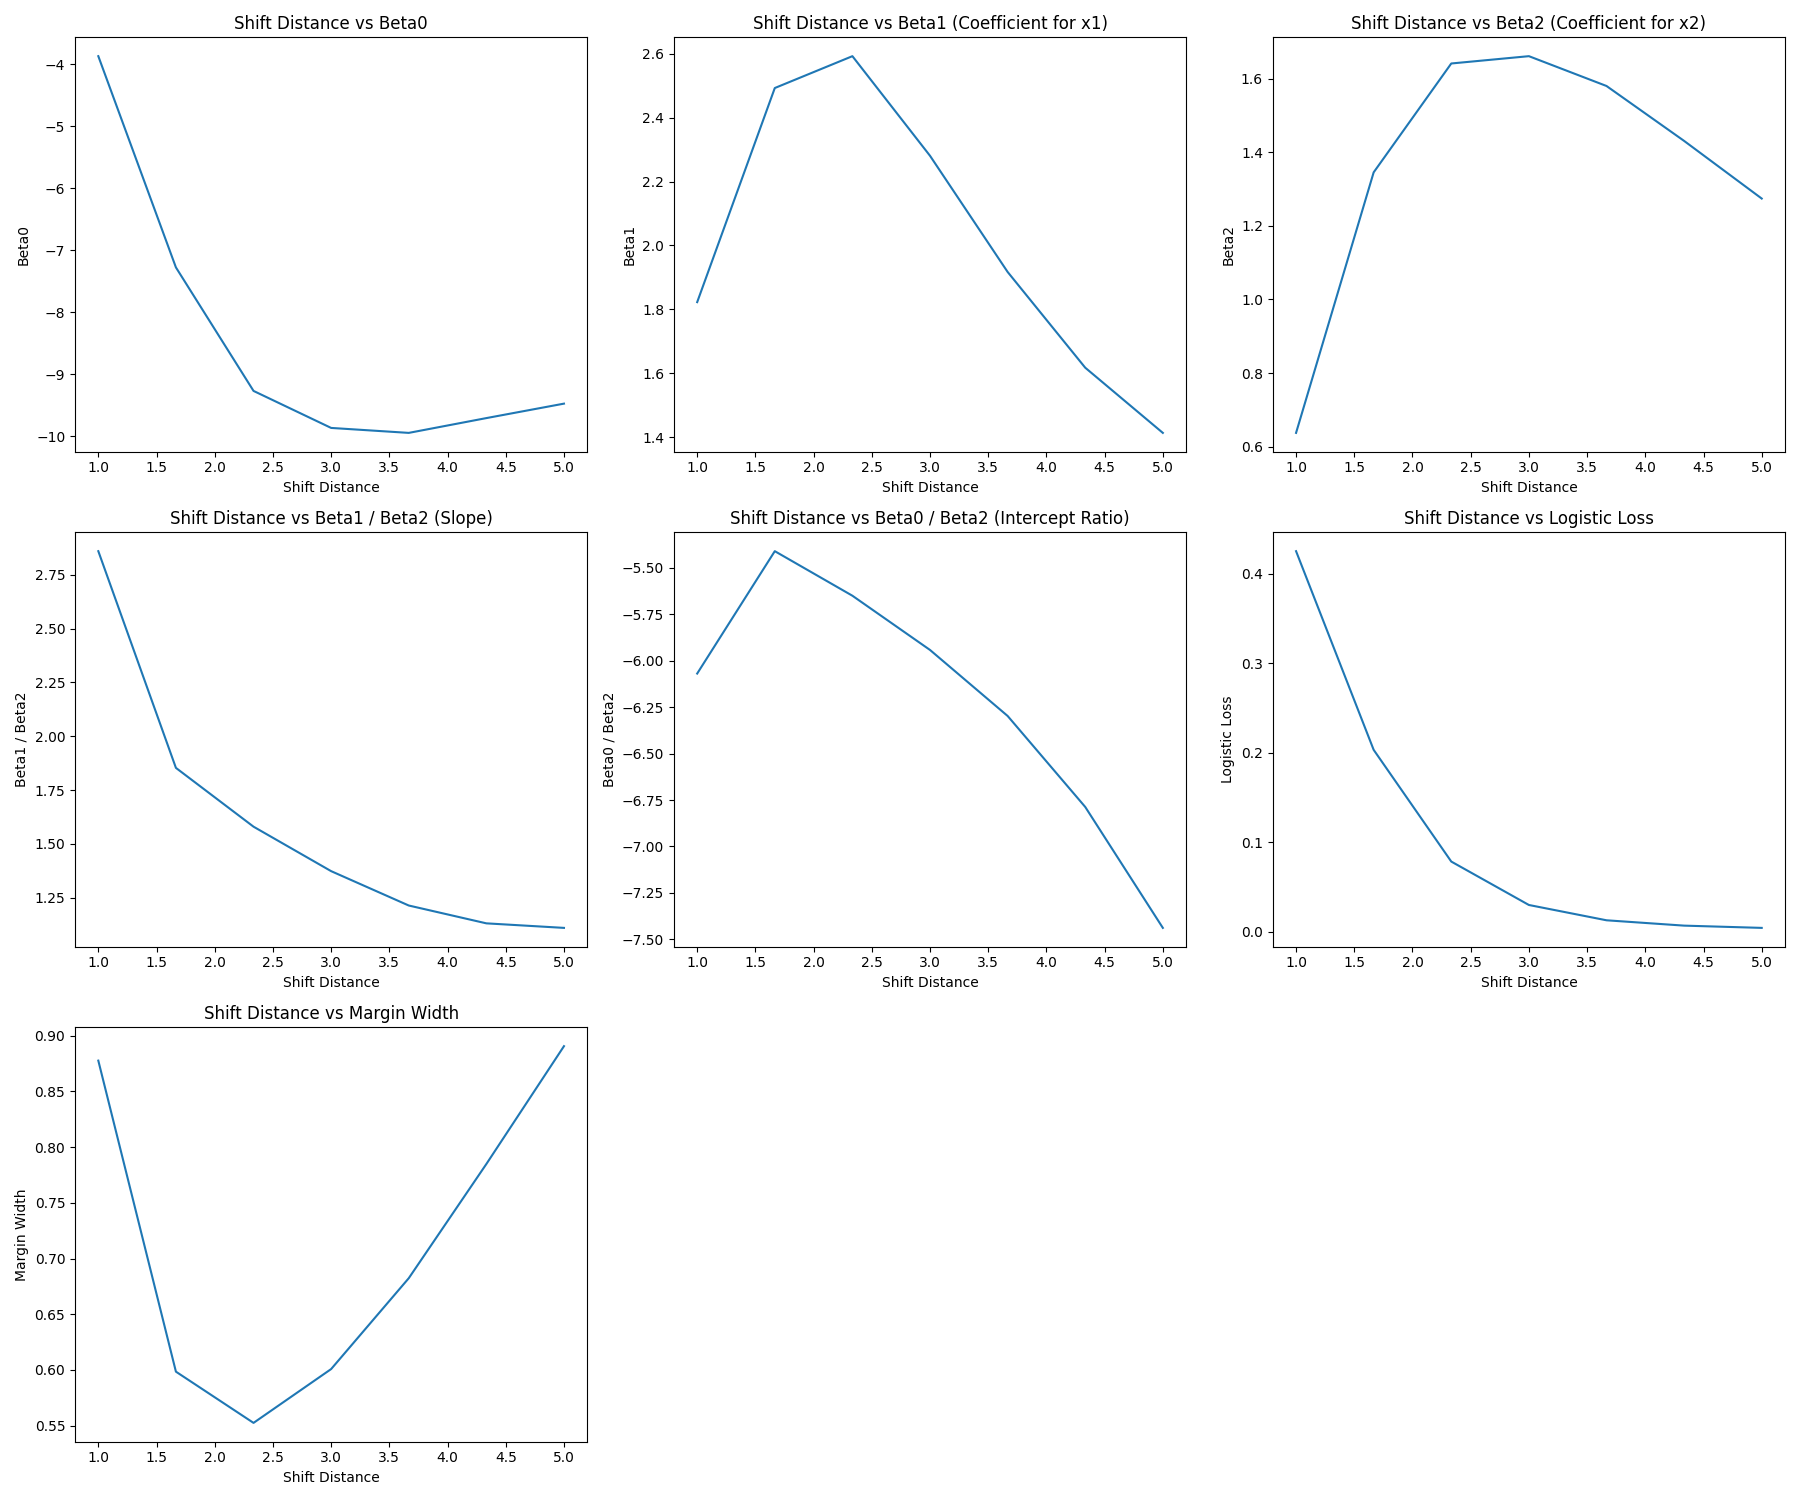 Shift Distance vs Beta0
Beta0
−4
−5
−6
−7
−8
−9
−10
1.0 1.5 2.0 2.5 3.0 3.5 4.0 4.5 5.0
Shift Distance
Shift Distance vs Beta1 (Coefficient for x1)
Beta1
2.6
2.4
2.2
2.0
1.8
1.6
1.4
1.0 1.5 2.0 2.5 3.0 3.5 4.0 4.5 5.0
Shift Distance
Shift Distance vs Beta2 (Coefficient for x2)
Beta2
1.6
1.4
1.2
1.0
0.8
0.6
1.0 1.5 2.0 2.5 3.0 3.5 4.0 4.5 5.0
Shift Distance
Shift Distance vs Beta1 / Beta2 (Slope)
Beta1 / Beta2
2.75
2.50
2.25
2.00
1.75
1.50
1.25
1.0 1.5 2.0 2.5 3.0 3.5 4.0 4.5 5.0
Shift Distance
Shift Distance vs Beta0 / Beta2 (Intercept Ratio)
Beta0 / Beta2
−5.50
−5.75
−6.00
−6.25
−6.50
−6.75
−7.00
−7.25
−7.50
1.0 1.5 2.0 2.5 3.0 3.5 4.0 4.5 5.0
Shift Distance
Shift Distance vs Logistic Loss
Logistic Loss
0.4
0.3
0.2
0.1
0.0
1.0 1.5 2.0 2.5 3.0 3.5 4.0 4.5 5.0
Shift Distance
Shift Distance vs Margin Width
Margin Width
0.90
0.85
0.80
0.75
0.70
0.65
0.60
0.55
1.0 1.5 2.0 2.5 3.0 3.5 4.0 4.5 5.0
Shift Distance